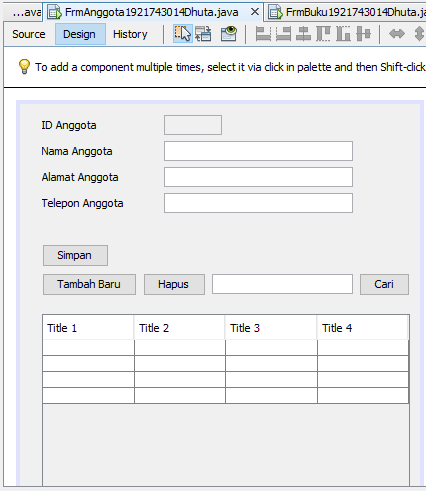 ...ava FrmAnggota1921743014Dhuta.java FrmBuku1921743014Dhuta.ja
Source Design History
To add a component multiple times, select it via click in palette and then Shift-click
ID Anggota
Nama Anggota
Alamat Anggota
Telepon Anggota
Simpan
Tambah Baru Hapus Cari
Title 1 Title 2 Title 3 Title 4